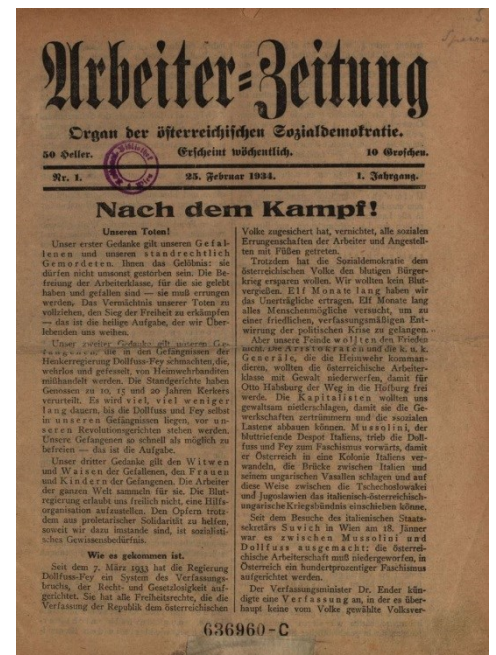 Arbeiter=Zeitung
Organ der österreichischen Sozialdemokratie.
50 Heller. Erscheint wöchentlich. 10 Groschen.
Nr. 1. 25. Februar 1934. 1. Jahrgang.
Nach dem Kampf!
Unseren Toten!
Unser erster Gedanke gilt unseren Gefal-
lenen und unseren standrechtlich
Gemordeten. Ihnen das Gelöbnis: sie
dürfen nicht umsonst gestorben sein. Die Be-
freiung der Arbeiterklasse, für die sie gelebt
haben und gefallen sind — sie muß errungen
werden. Das Vermächtnis unserer Toten zu
vollziehen, den Sieg der Freiheit zu erkämpfen
— das ist die heilige Aufgabe, der wir Über-
lebenden uns weihen.
Unser zweiter Gedanke gilt unseren Ge-
fangenen, die in den Gefängnissen der
Henkerregierung Dollfuss-Fey schmachten, die,
wehrlos und gefesselt, von Heimwehrbanditen
mißhandelt werden. Die Standgerichte haben
Genossen zu 10, 15 und 20 Jahren Kerkers
verurteilt. Es wird viel, viel weniger
lang dauern, bis die Dollfuss und Fey selbst
in unseren Gefängnissen liegen, vor un-
seren Revolutionsgerichten stehen werden.
Unsere Gefangenen so schnell als möglich zu
befreien — das ist die Aufgabe.
Unser dritter Gedanke gilt den Witwen
und Waisen der Gefallenen, den Frauen
und Kindern der Gefangenen. Die Arbeiter
der ganzen Welt sammeln für sie. Die Blut-
regierung erlaubt uns freilich nicht, eine Hilfs-
organisation aufzustellen. Den Opfern trotz-
dem aus proletarischer Solidarität zu helfen,
soweit wir dazu imstande sind, ist sozialisti-
sches Gewissensbedürfnis.
Wie es gekommen ist.
Seit dem 7. März 1933 hat die Regierung
Dollfuss-Fey ein System des Verfassungs-
bruchs, der Recht- und Gesetzlosigkeit auf-
gerichtet. Sie hat alle Freiheitsrechte, die die
Verfassung der Republik dem österreichischen
Volke zugesichert hat, vernichtet, alle sozialen
Errungenschaften der Arbeiter und Angestell-
ten mit Füßen getreten.
Trotzdem hat die Sozialdemokratie dem
österreichischen Volke den blutigen Bürger-
krieg ersparen wollen. Wir wollten kein Blut-
vergießen. Elf Monate lang haben wir
das Unerträgliche ertragen. Elf Monate lang
alles Menschenmögliche versucht, um zu
einer friedlichen, verfassungsmäßigen Ent-
wirrung der politischen Krise zu gelangen.
Aber unsere Feinde wollten den Frieden
nicht. Die Aristokraten und die k. u. k.
Generäle, die die Heimwehr komman-
dieren, wollten die österreichische Arbeiter-
klasse mit Gewalt niederwerfen, damit für
Otto Habsburg der Weg in die Hofburg frei
werde. Die Kapitalisten wollten uns
gewaltsam niederschlagen, damit sie die Ge-
werkschaften zertrümmern und die »sozialen
Lasten« abbauen können. Mussolini, der
bluttriefende Despot Italiens, trieb die Doll-
fuss und Fey zum Faschismus vorwärts, damit
er Österreich in eine Kolonie Italiens ver-
wandeln, die Brücke zwischen Italien und
seinem ungarischen Vasallen schlagen und auf
diese Weise zwischen die Tschechoslowakei
und Jugoslawien das italienisch-österreichisch-
ungarische Kriegsbündnis einschieben könne.
Seit dem Besuche des italienischen Staats-
sekretärs Suvich in Wien am 18. Jänner
war es zwischen Mussolini und
Dollfuss ausgemacht: die österrei-
chische Arbeiterschaft muß niedergeworfen, in
Österreich ein hundertprozentiger Faschismus
aufgerichtet werden.
Der Verfassungsminister Dr. Ender kün-
digte eine Verfassung an, in der es über-
haupt keine vom Volke gewählte Volksver-
636960-C